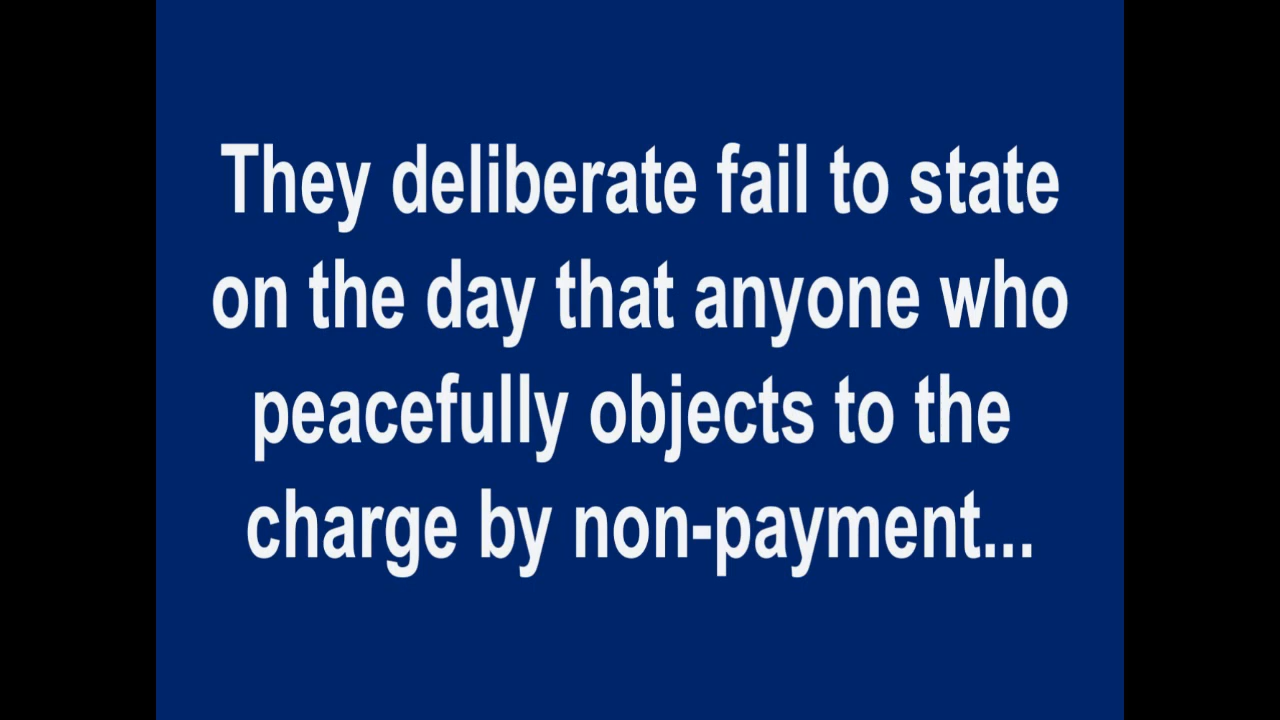 They deliberate fail to state
on the day that anyone who
peacefully objects to the
charge by non-payment...